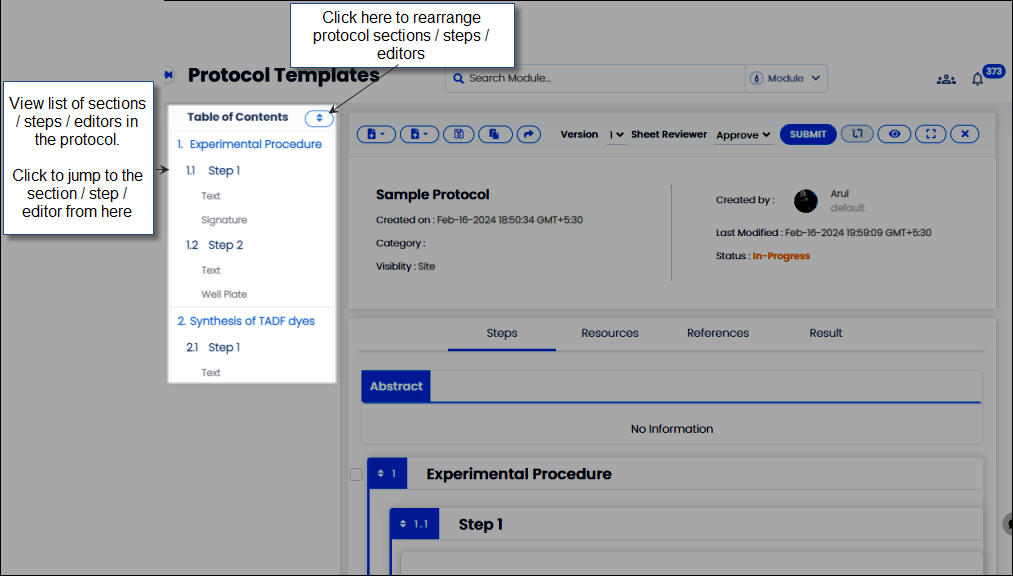 Click here to rearrange
protocol sections / steps /
editors
Protocol Templates
Search Module...
Module
373
View list of sections
/ steps / editors in
the protocol.
Click to jump to the
section / step /
editor from here
Table of Contents
1. Experimental Procedure
1.1 Step 1
Text
Signature
1.2 Step 2
Text
Well Plate
2. Synthesis of TADF dyes
2.1 Step 1
Text
Version 1 Sheet Reviewer Approve SUBMIT
Sample Protocol
Created on : Feb-16-2024 18:50:34 GMT+5:30
Category :
Visiblity : Site
Created by : Arul
default
Last Modified : Feb-16-2024 19:59:09 GMT+5:30
Status : In-Progress
Steps Resources References Result
Abstract
No Information
1 Experimental Procedure
1.1 Step 1